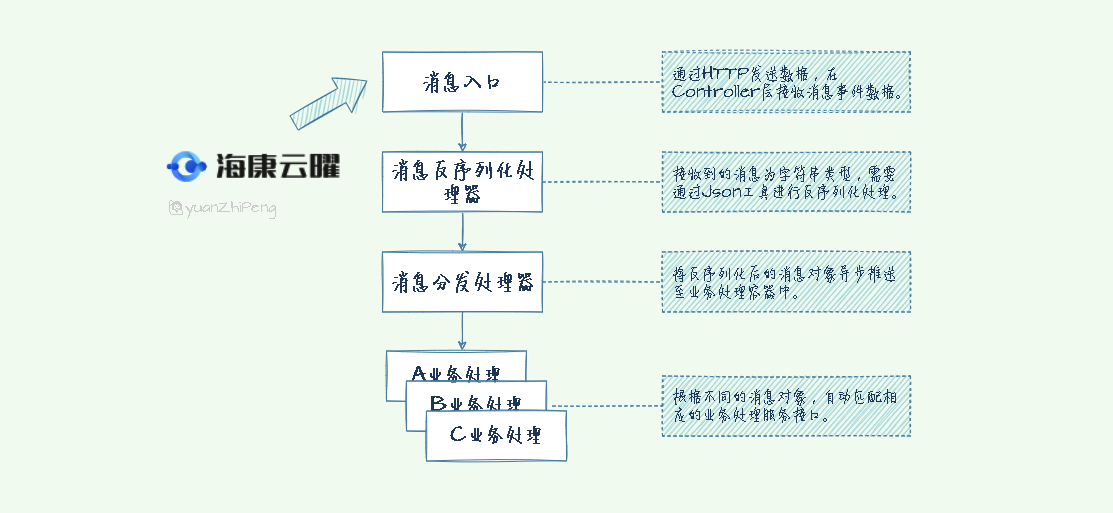 消息入口
通过HTTP发送数据，在
Controller层接收消息事件数据。
海康云曜
@yuanZhiPeng
消息反序列化处
理器
接收到的消息为字符串类型，需要
通过Json工具进行反序列化处理。
消息分发处理器
将反序列化后的消息对象异步推送
至业务处理容器中。
A业务处理
B业务处理
C业务处理
根据不同的消息对象，自动匹配相
应的业务处理服务接口。